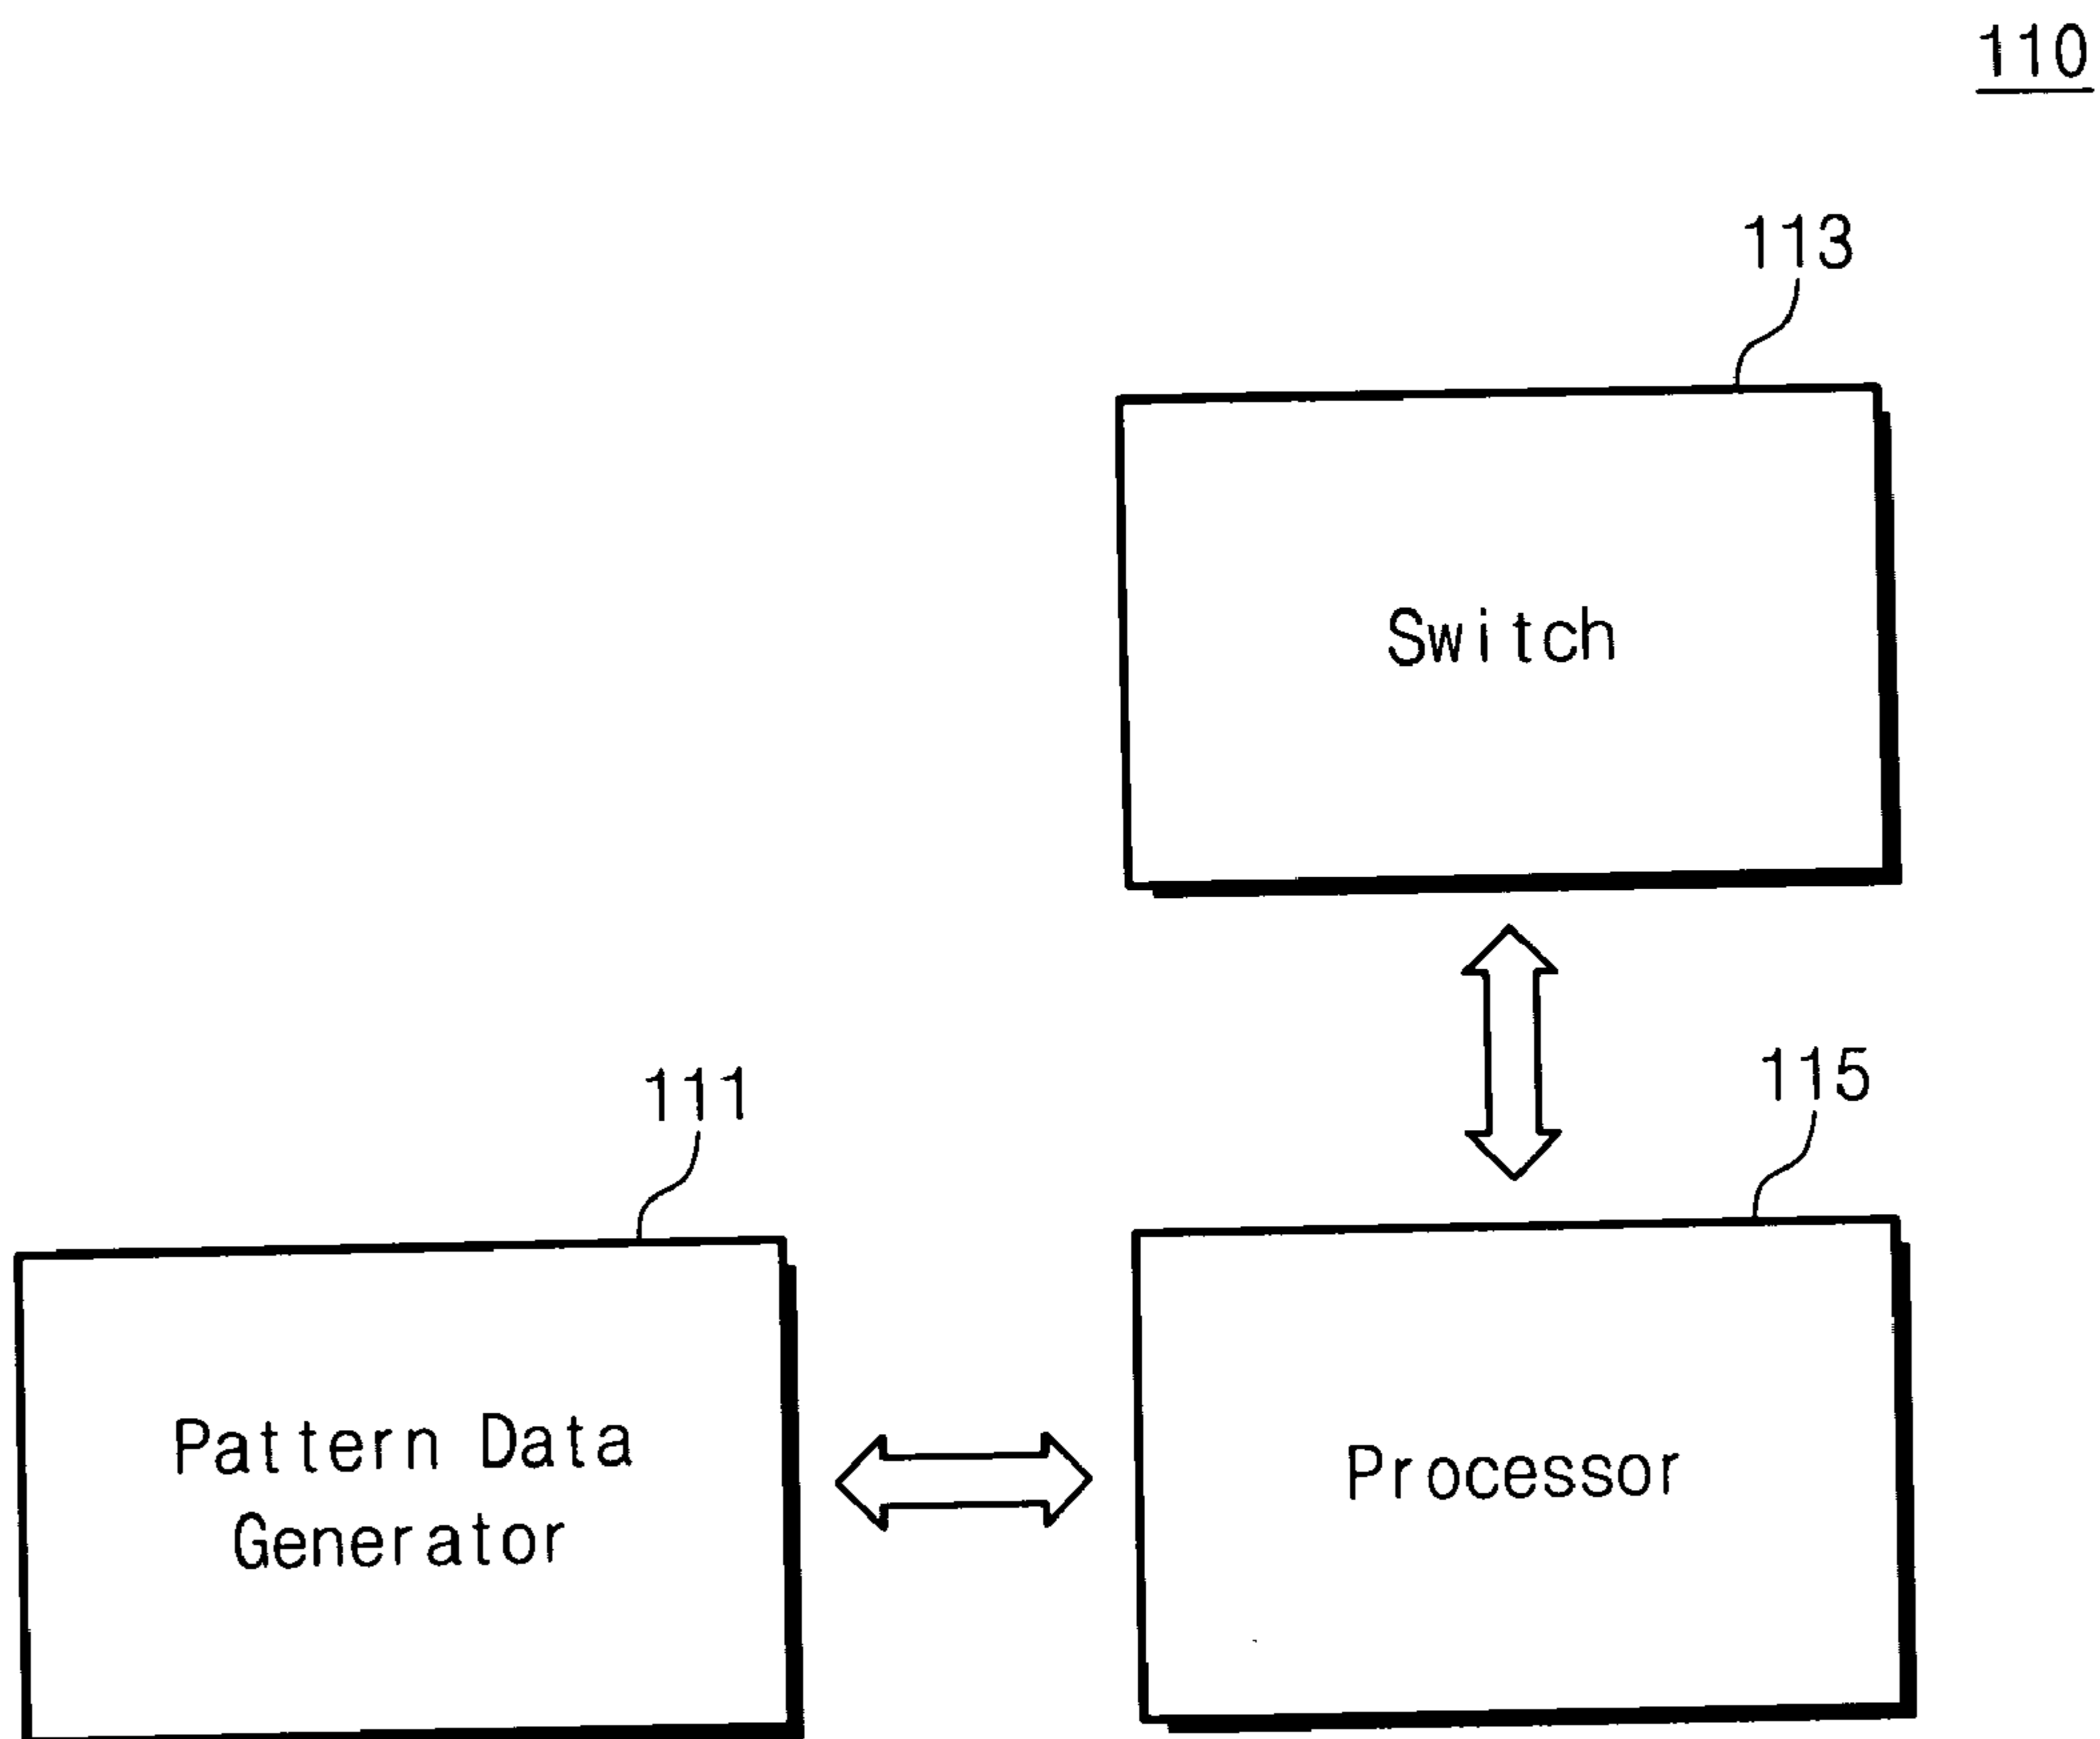 110
113
Switch
115
111
Pattern Data
Generator
Processor